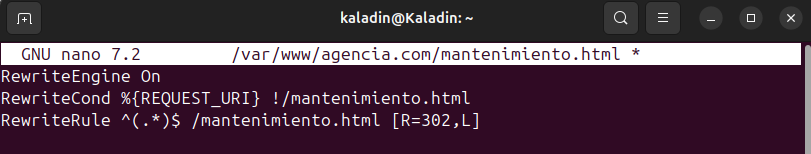 kaladin@Kaladin: ~
GNU nano 7.2 /var/www/agencia.com/mantenimiento.html *
RewriteEngine On
RewriteCond %{REQUEST_URI} !/mantenimiento.html
RewriteRule ^(.*)$ /mantenimiento.html [R=302,L]